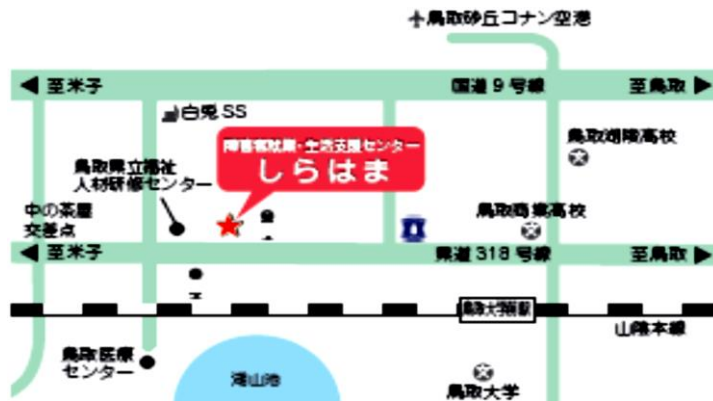 鳥取砂丘コナン空港
至米子
国道9号線
至鳥取
白兎SS
鳥取湖陵高校
障害者就業・生活支援センター
しらはま
鳥取県立福祉
人材研修センター
中の茶屋
交差点
鳥取商業高校
至米子
県道318号線
至鳥取
鳥取大学前駅
山陰本線
鳥取医療
センター
湖山池
鳥取大学